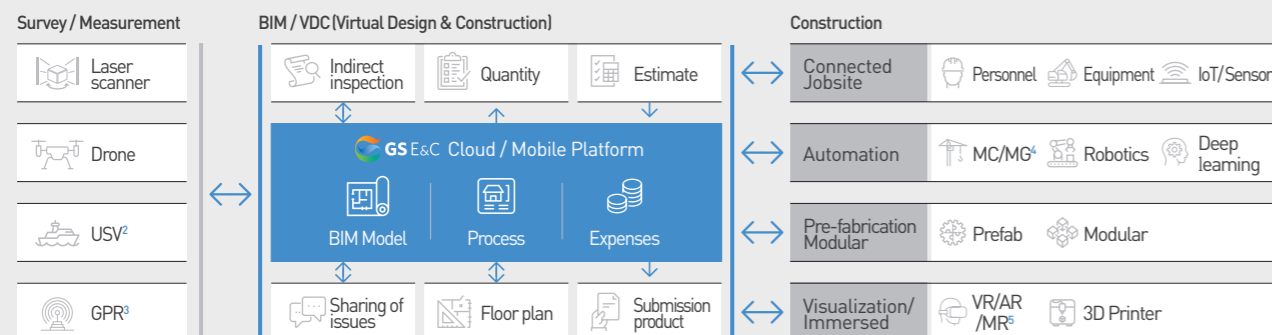 Survey / Measurement
BIM / VDC (Virtual Design & Construction)
Construction
Laser
scanner
Drone
USV²
GPR³
Indirect
inspection
Quantity
Estimate
GS E&C Cloud / Mobile Platform
BIM Model
Process
Expenses
Sharing of
issues
Floor plan
Submission
product
Connected
Jobsite
Personnel
Equipment
IoT/Sensor
Automation
MC/MG⁴
Robotics
Deep
learning
Pre-fabrication
Modular
Prefab
Modular
Visualization/
Immersed
VR/AR
/MR⁵
3D Printer